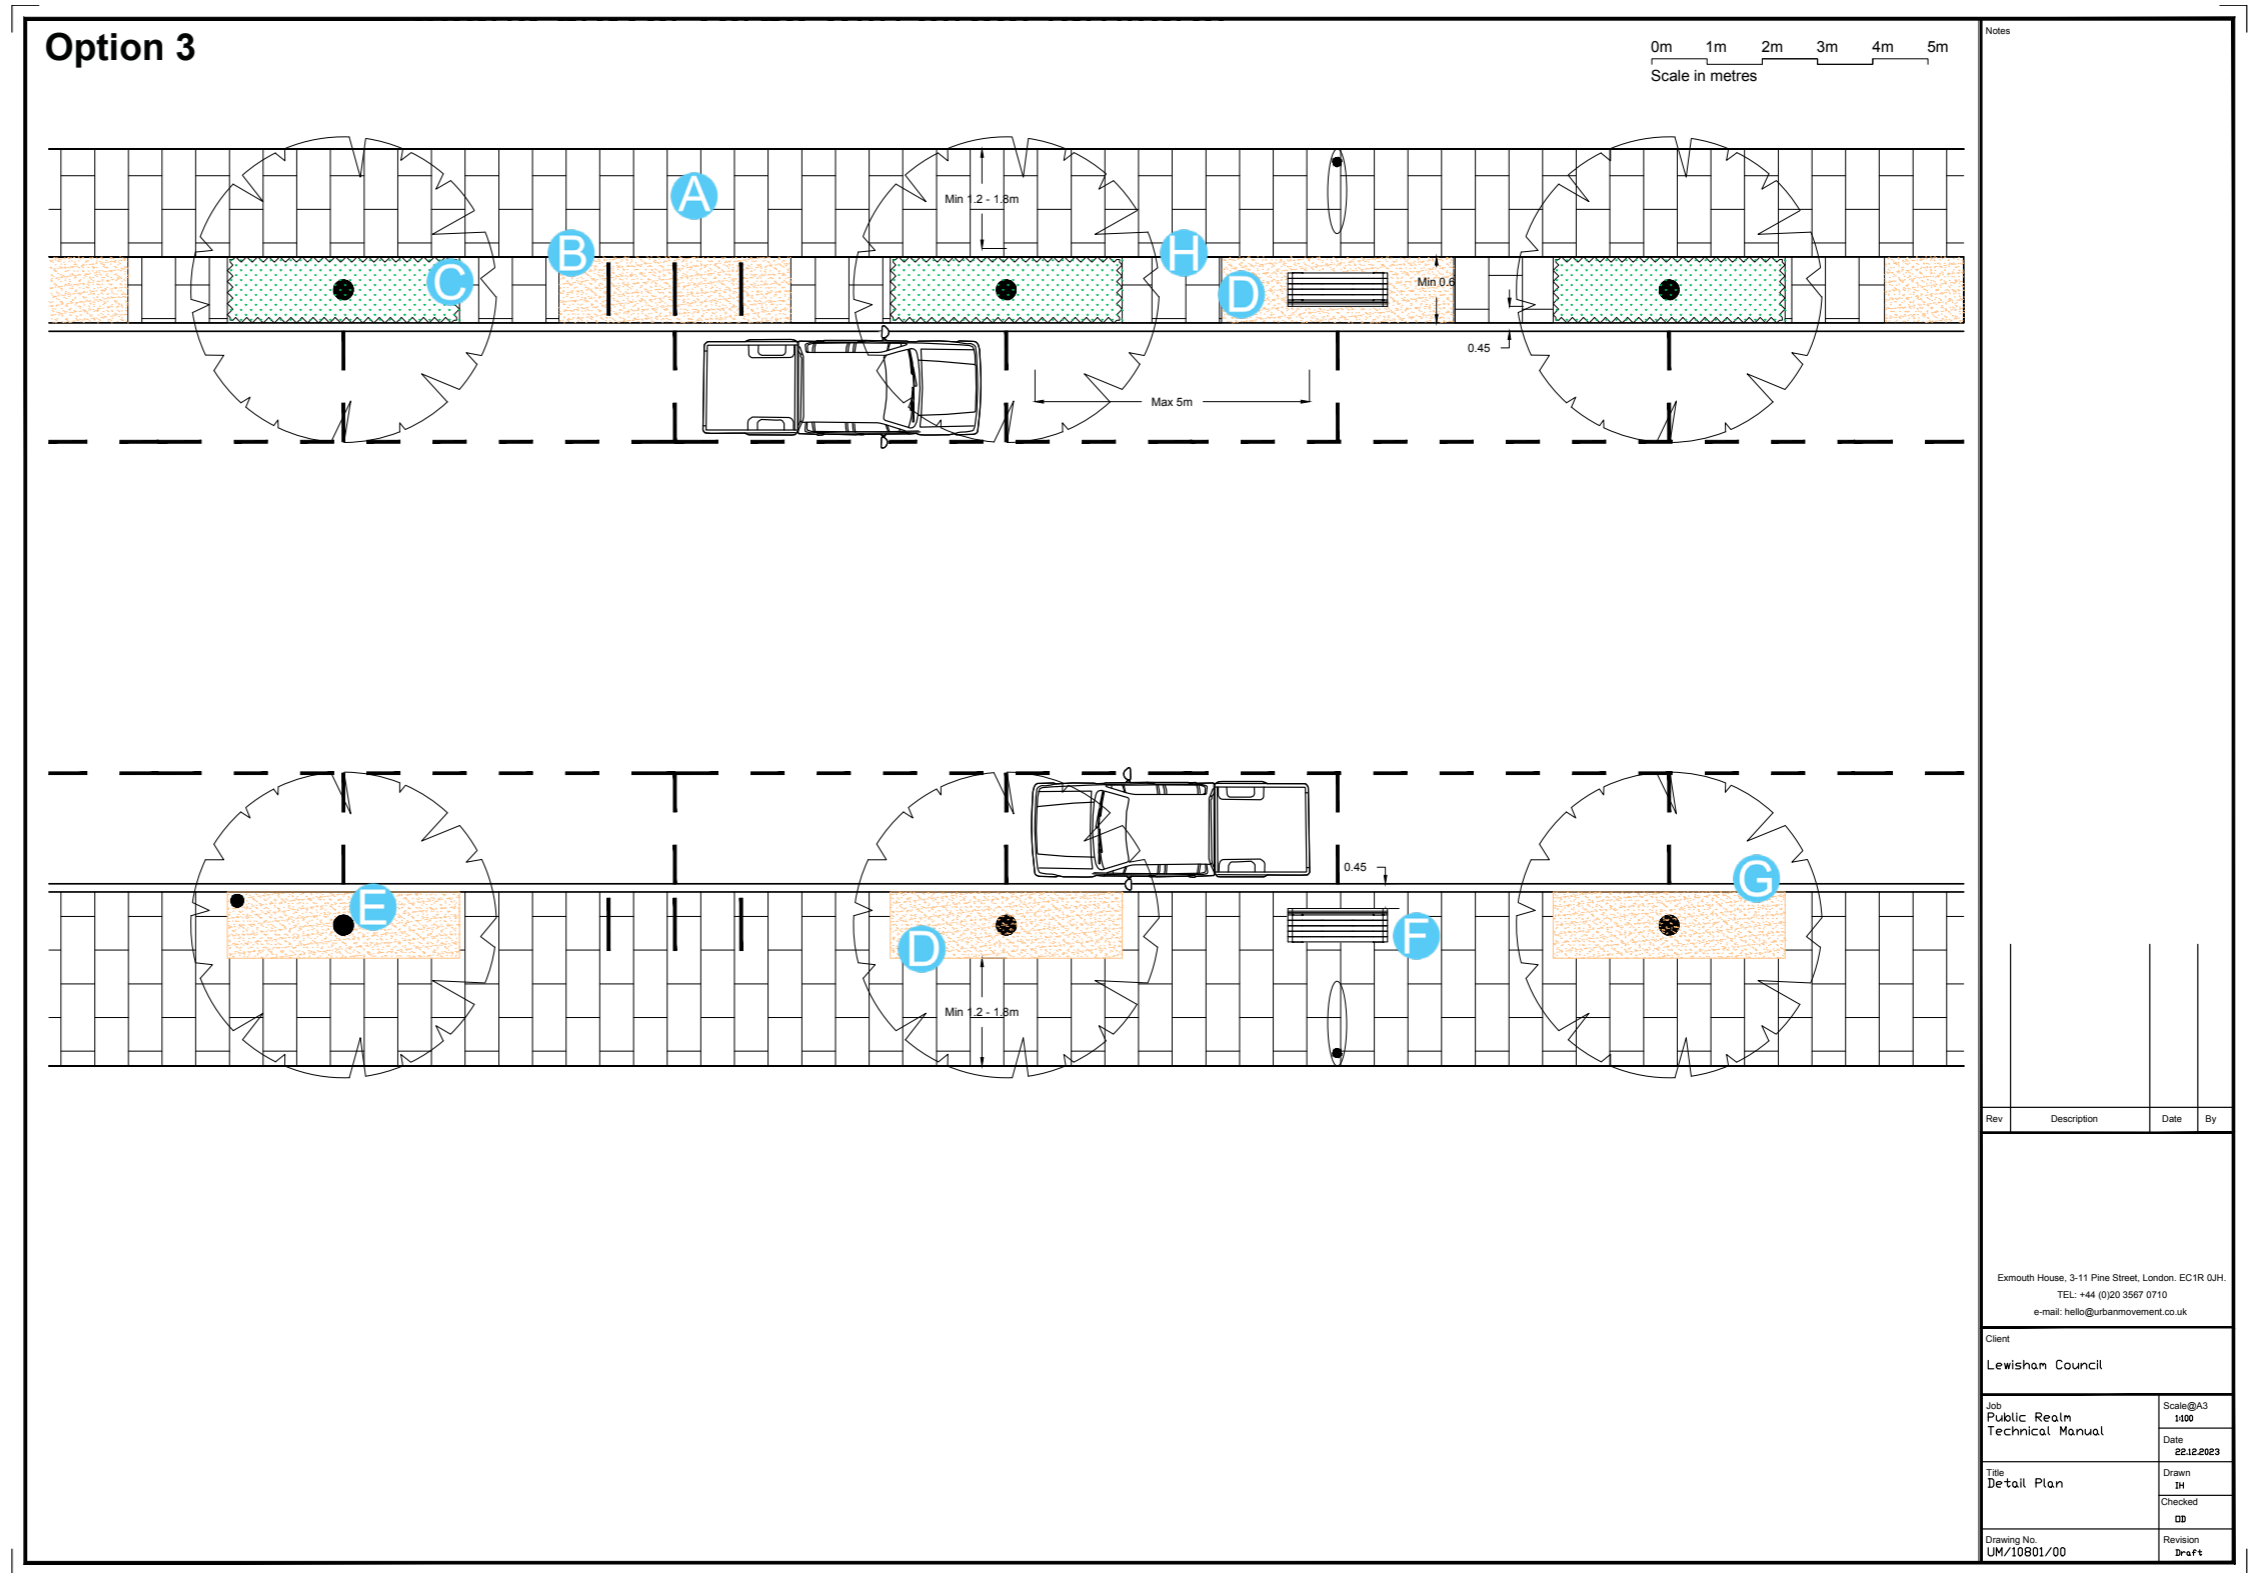 Option 3
0m 1m 2m 3m 4m 5m
Scale in metres
Notes
A
Min 1.2 - 1.8m
B
H
C
D
Min 0.6
0.45
Max 5m
0.45
G
E
F
D
Min 1.2 - 1.8m
Rev Description Date By
Exmouth House, 3-11 Pine Street, London. EC1R 0JH.
TEL: +44 (0)20 3567 0710
e-mail: hello@urbanmovement.co.uk
Client
Lewisham Council
Job
Public Realm
Technical Manual
Scale@A3
1:100
Date
22.12.2023
Title
Detail Plan
Drawn
IH
Checked
OD
Drawing No.
UM/10801/00
Revision
Draft